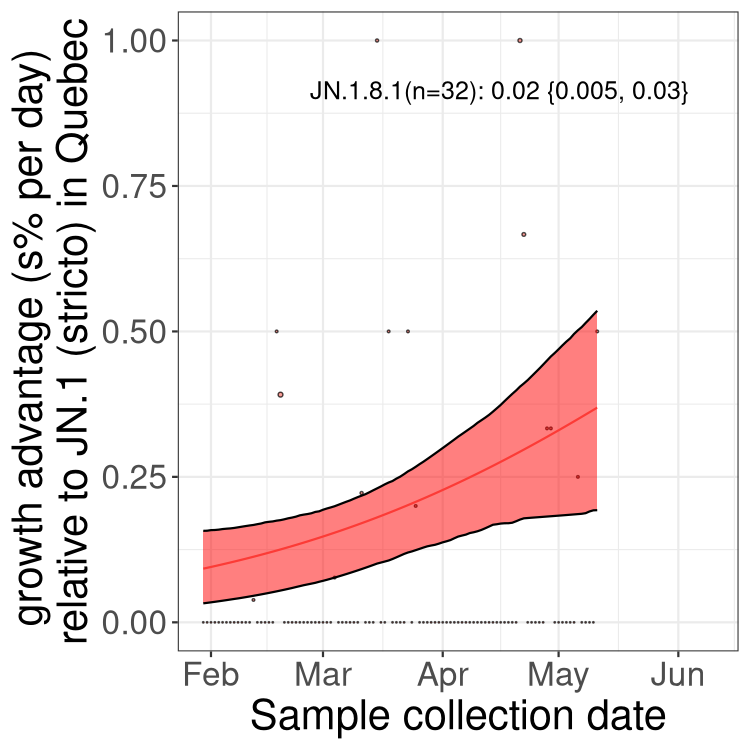 growth advantage (s% per day)
relative to JN.1 (stricto) in Quebec
1.00
0.75
0.50
0.25
0.00
JN.1.8.1(n=32): 0.02 {0.005, 0.03}
Feb Mar Apr May Jun
Sample collection date